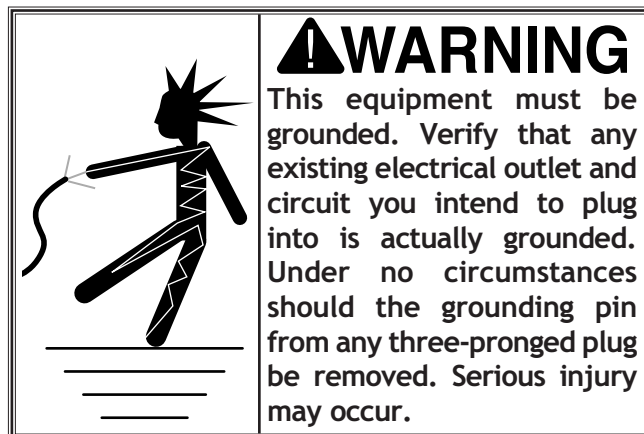 WARNING
This equipment must be
grounded. Verify that any
existing electrical outlet and
circuit you intend to plug
into is actually grounded.
Under no circumstances
should the grounding pin
from any three-pronged plug
be removed. Serious injury
may occur.